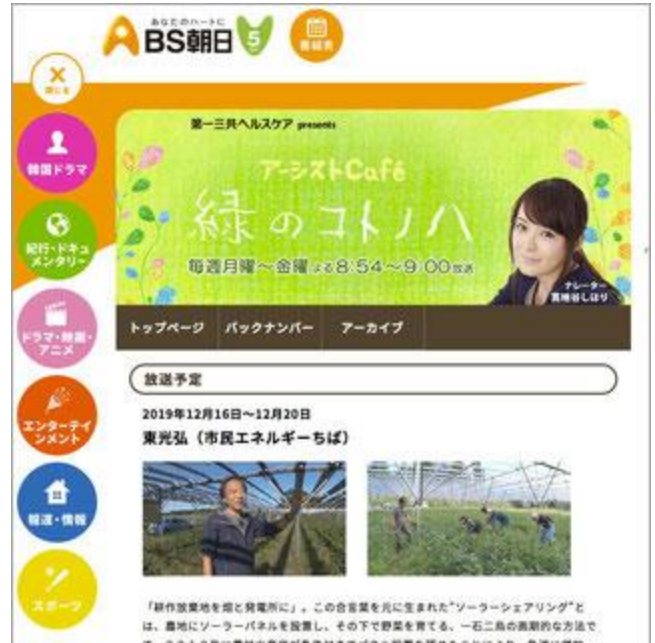 あなたのハートに
BS朝日 5
番組表
閉じる
韓国ドラマ
紀行・ドキュ
メンタリー
ドラマ・映画・
アニメ
エンターテイ
ンメント
報道・情報
スポーツ
第一三共ヘルスケア presents
アーシストCafé
緑のコトノハ
毎週月曜～金曜 よる8:54～9:00放送
ナレーター
貫地谷しほり
トップページ バックナンバー アーカイブ
放送予定
2019年12月16日～12月20日
東光弘（市民エネルギーちば）
「耕作放棄地を畑と発電所に」。この合言葉を元に生まれた"ソーラーシェアリング"と
は、農地にソーラーパネルを設置し、その下で野菜を育てる、一石二鳥の画期的な方法で